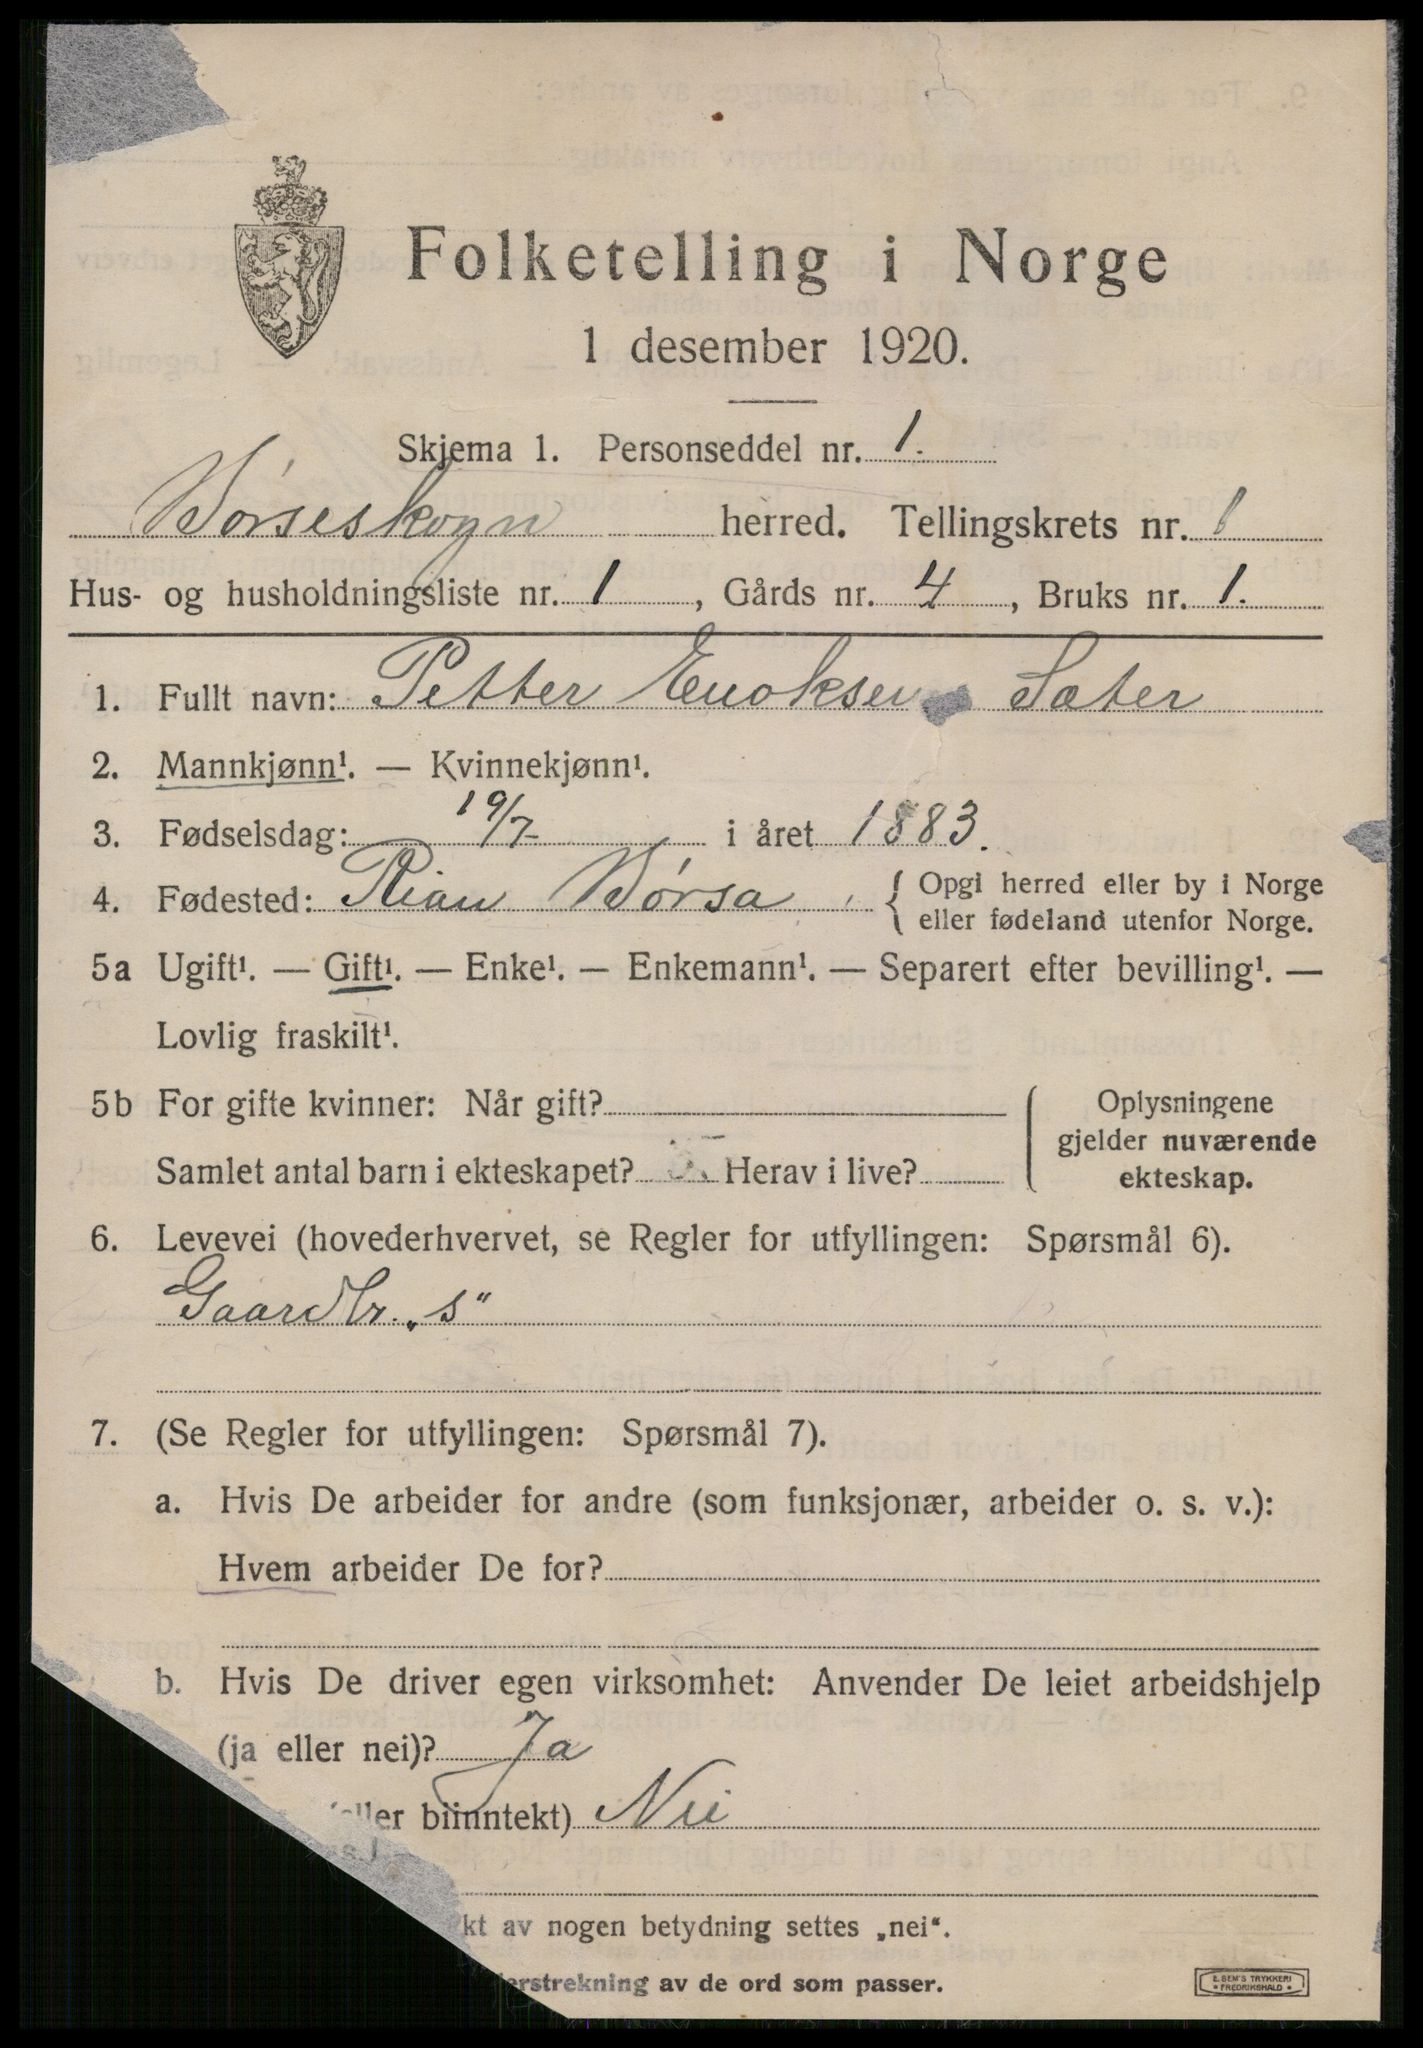 Folketelling i Norge
1 desember 1920.
Skjema 1. Personseddel nr. 1.
Børseskogn herred. Tellingskrets nr. 1
Hus- og husholdningsliste nr. 1, Gårds nr. 4, Bruks nr. 1.
1. Fullt navn: Petter Enoksen Sæter
2. Mannkjønn¹. — Kvinnekjønn¹.
3. Fødselsdag: 19/7 i året 1883.
4. Fødested: Rian Børsa { Opgi herred eller by i Norge
eller fødeland utenfor Norge.
5a Ugift¹. — Gift¹. — Enke¹. — Enkemann¹. — Separert efter bevilling¹. —
Lovlig fraskilt¹.
5b For gifte kvinner: Når gift?
Samlet antal barn i ekteskapet? Herav i live?
Oplysningene
gjelder nuværende
ekteskap.
6. Levevei (hovederhvervet, se Regler for utfyllingen: Spørsmål 6).
Gaardbr. „s“
7. (Se Regler for utfyllingen: Spørsmål 7).
a. Hvis De arbeider for andre (som funksjonær, arbeider o. s. v.):
Hvem arbeider De for?
b. Hvis De driver egen virksomhet: Anvender De leiet arbeidshjelp
(ja eller nei)? Ja
eller biinntekt) Nei
kt av nogen betydning settes „nei“.
derstrekning av de ord som passer.
E. SEM'S TRYKKERI
* FREDRIKSHALD *